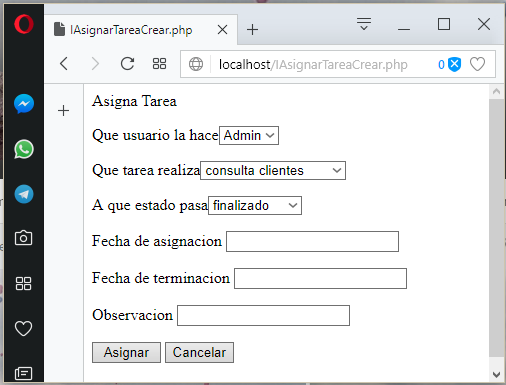 IAsignarTareaCrear.php
localhost/IAsignarTareaCrear.php
0
Asigna Tarea
Que usuario la hace Admin
Que tarea realiza consulta clientes
A que estado pasa finalizado
Fecha de asignacion
Fecha de terminacion
Observacion
Asignar Cancelar